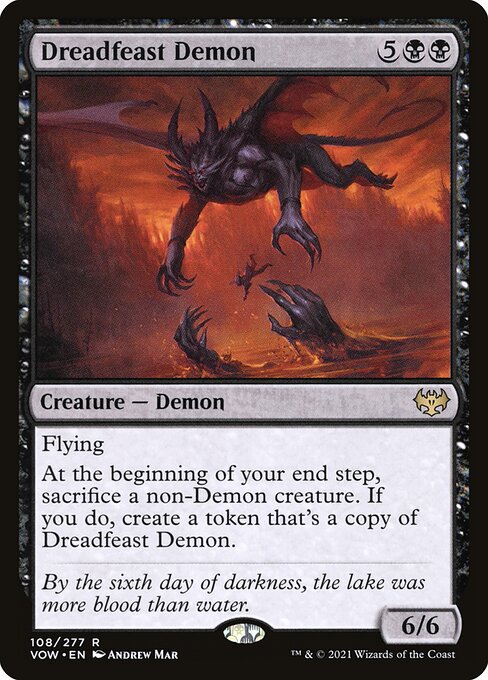 Dreadfeast Demon 5
Creature — Demon
Flying
At the beginning of your end step,
sacrifice a non-Demon creature. If
you do, create a token that's a copy of
Dreadfeast Demon.
By the sixth day of darkness, the lake was
more blood than water.
6/6
108/277 R
VOW • EN Andrew Mar
™ & © 2021 Wizards of the Coast